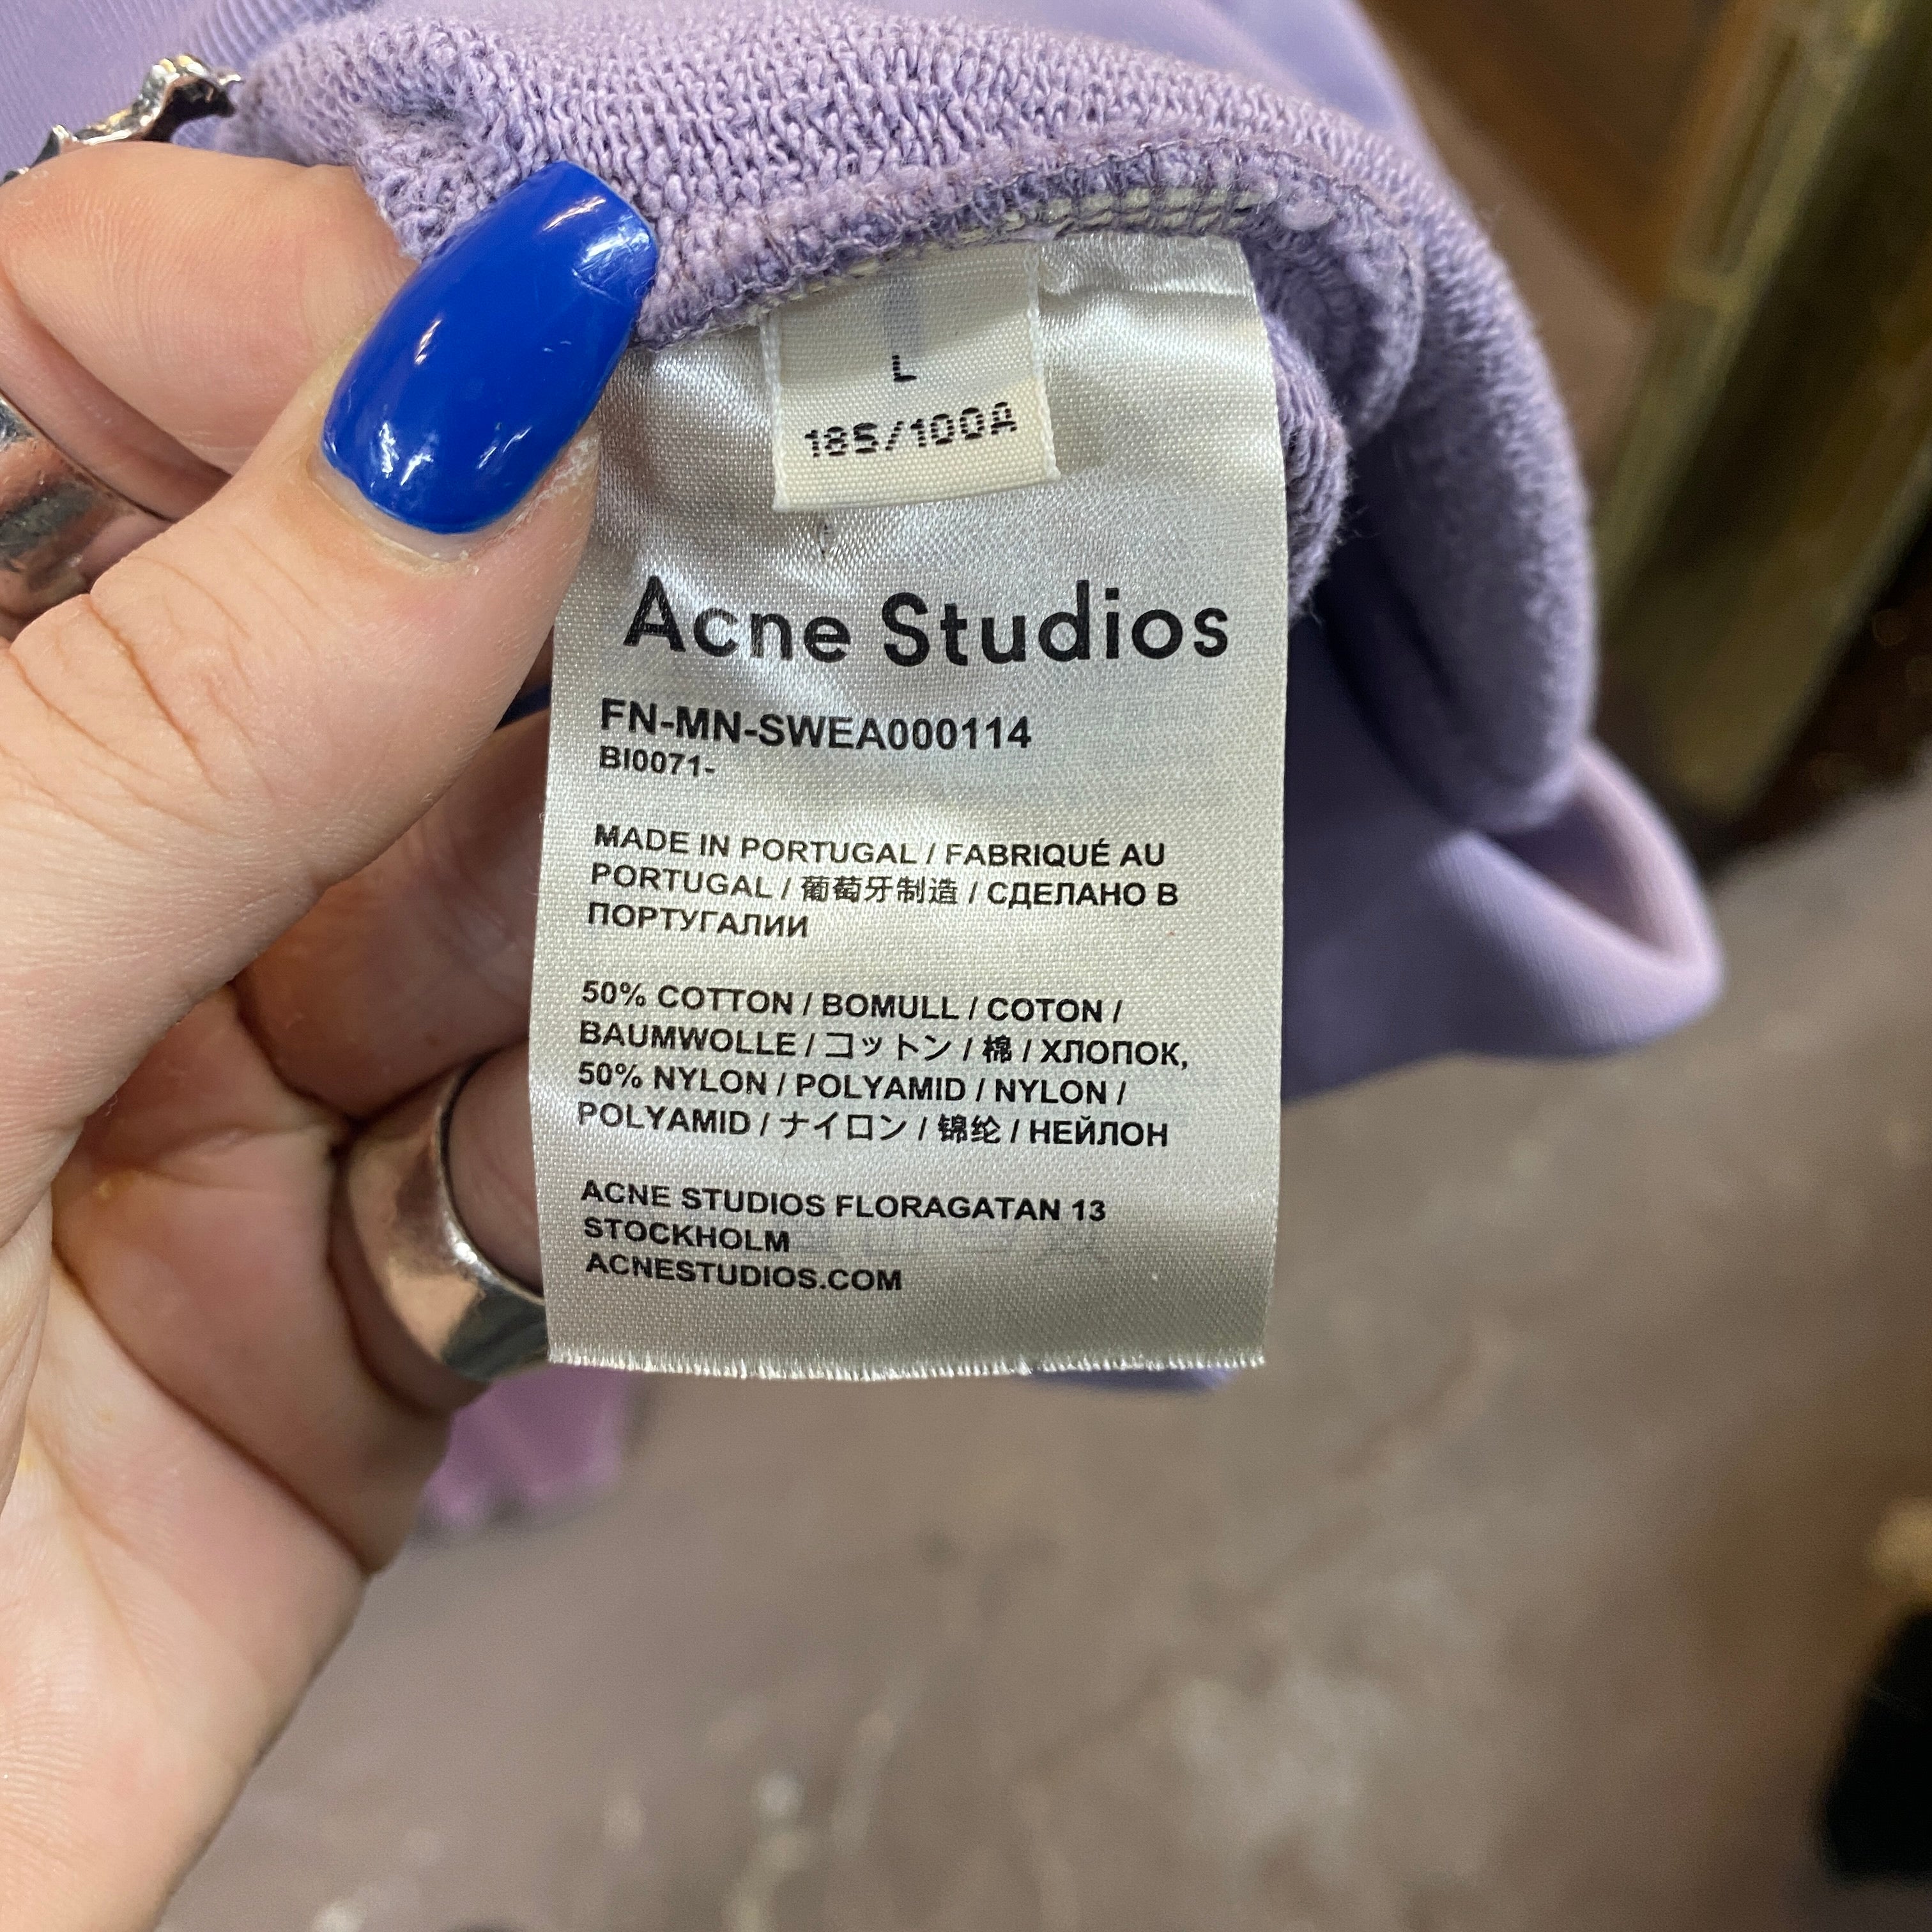 L
185/100A
Acne Studios
FN-MN-SWEA000114
BI0071-
MADE IN PORTUGAL / FABRIQUÉ AU
PORTUGAL / 葡萄牙制造 / СДЕЛАНО В
ПОРТУГАЛИИ
50% COTTON / BOMULL / COTON /
BAUMWOLLE / コットン / 棉 / ХЛОПОК,
50% NYLON / POLYAMID / NYLON /
POLYAMID / ナイロン / 锦纶 / НЕЙЛОН
ACNE STUDIOS FLORAGATAN 13
STOCKHOLM
ACNESTUDIOS.COM